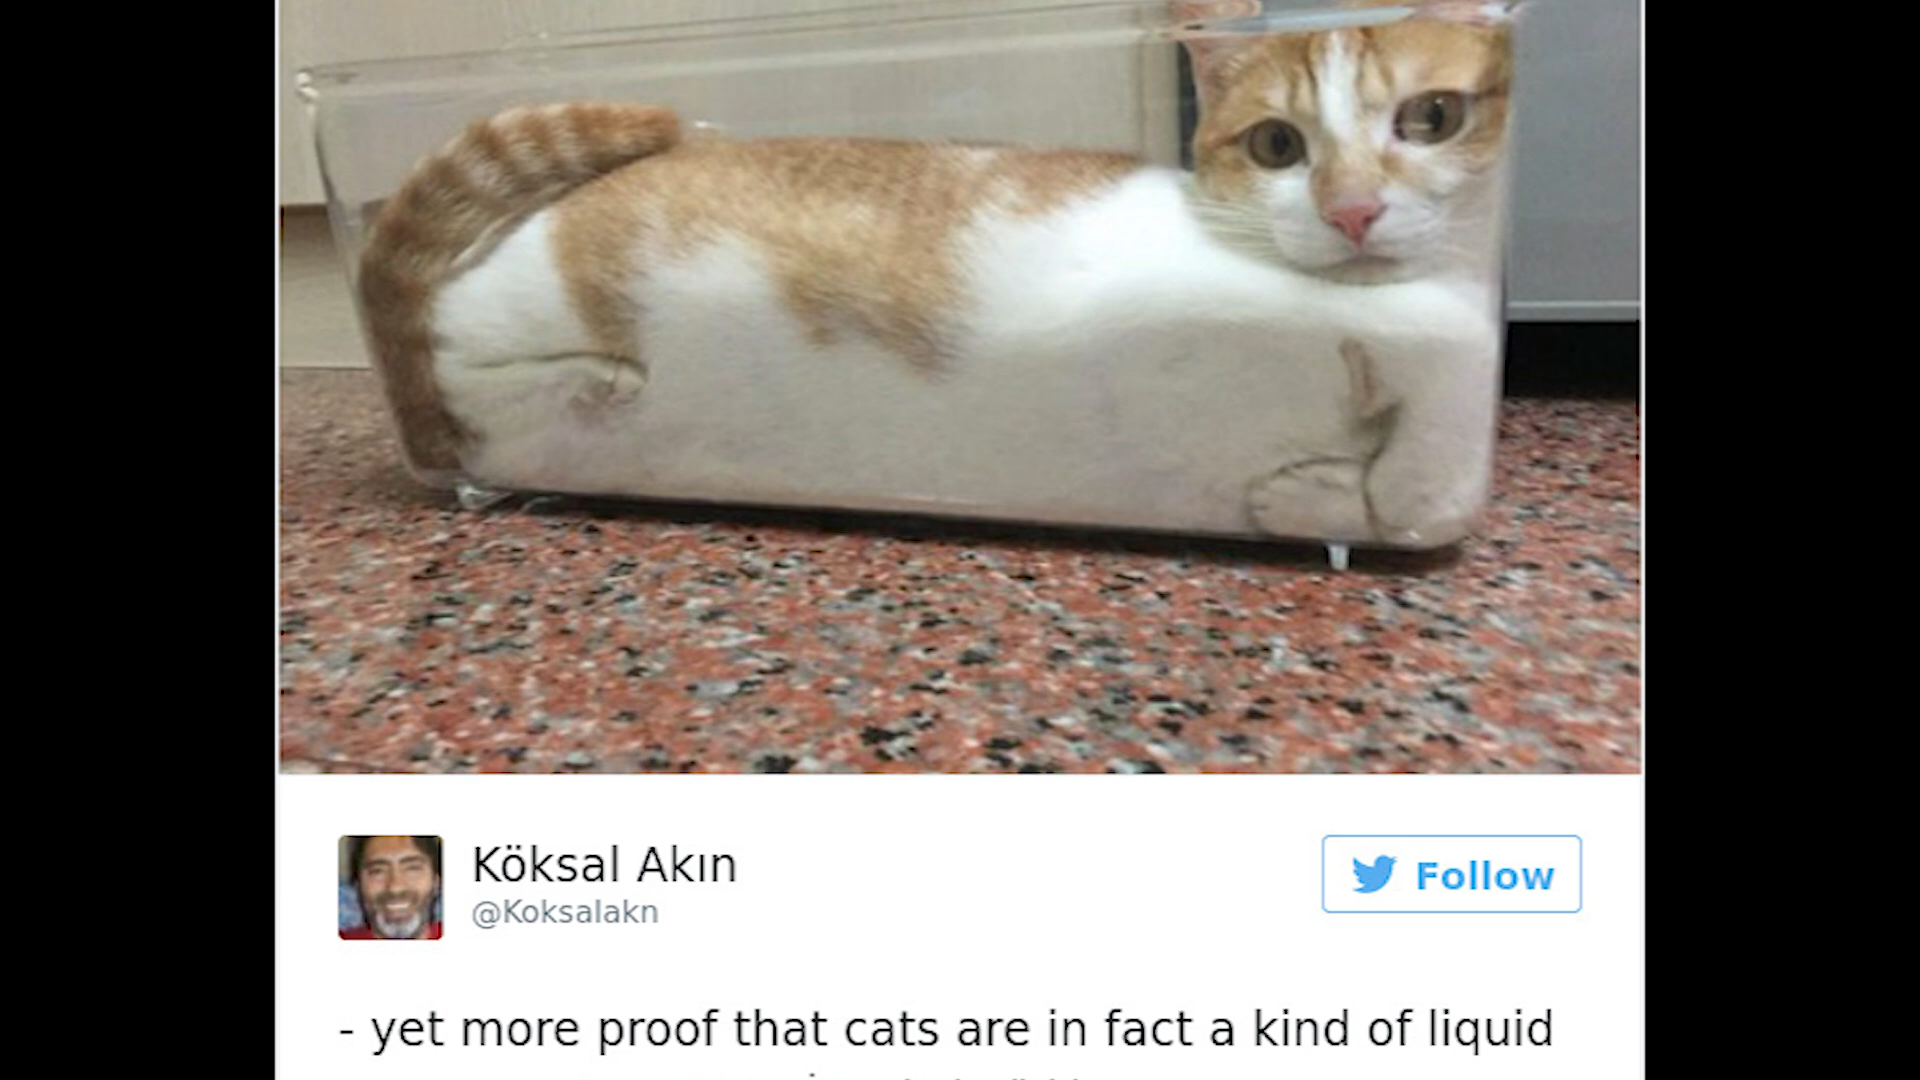 Köksal Akın
@Koksalakn
Follow
- yet more proof that cats are in fact a kind of liquid